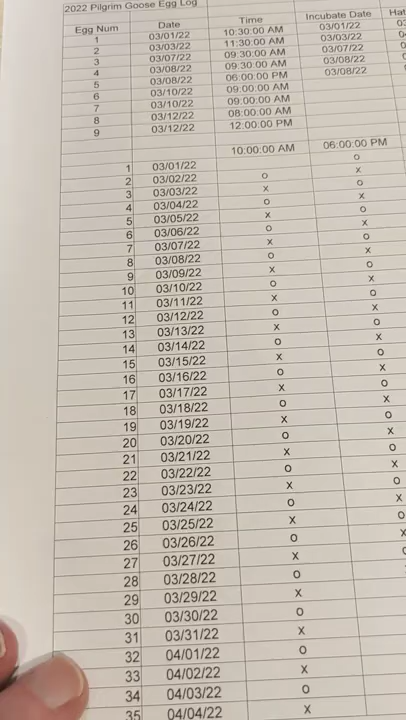 2022 Pilgrim Goose Egg Log
Egg Num Date Time Incubate Date
1 03/01/22 10:30:00 AM 03/01/22
2 03/03/22 11:30:00 AM 03/03/22
3 03/07/22 09:30:00 AM 03/07/22
4 03/08/22 09:30:00 AM 03/08/22
5 03/08/22 06:00:00 PM 03/08/22
6 03/10/22 09:00:00 AM
7 03/10/22 09:00:00 AM
8 03/12/22 08:00:00 AM
9 03/12/22 12:00:00 PM
10:00:00 AM 06:00:00 PM
1 03/01/22 o
2 03/02/22 o x
3 03/03/22 x o
4 03/04/22 o x
5 03/05/22 x o
6 03/06/22 o x
7 03/07/22 x o
8 03/08/22 o x
9 03/09/22 x o
10 03/10/22 o x
11 03/11/22 x o
12 03/12/22 o x
13 03/13/22 x o
14 03/14/22 o x
15 03/15/22 x o
16 03/16/22 o x
17 03/17/22 x o
18 03/18/22 o x
19 03/19/22 x o
20 03/20/22 o x
21 03/21/22 x o
22 03/22/22 o x
23 03/23/22 x o
24 03/24/22 o x
25 03/25/22 x o
26 03/26/22 o x
27 03/27/22 x o
28 03/28/22 o
29 03/29/22 x
30 03/30/22 o
31 03/31/22 x
32 04/01/22 o
33 04/02/22 x
34 04/03/22 o
35 04/04/22 x